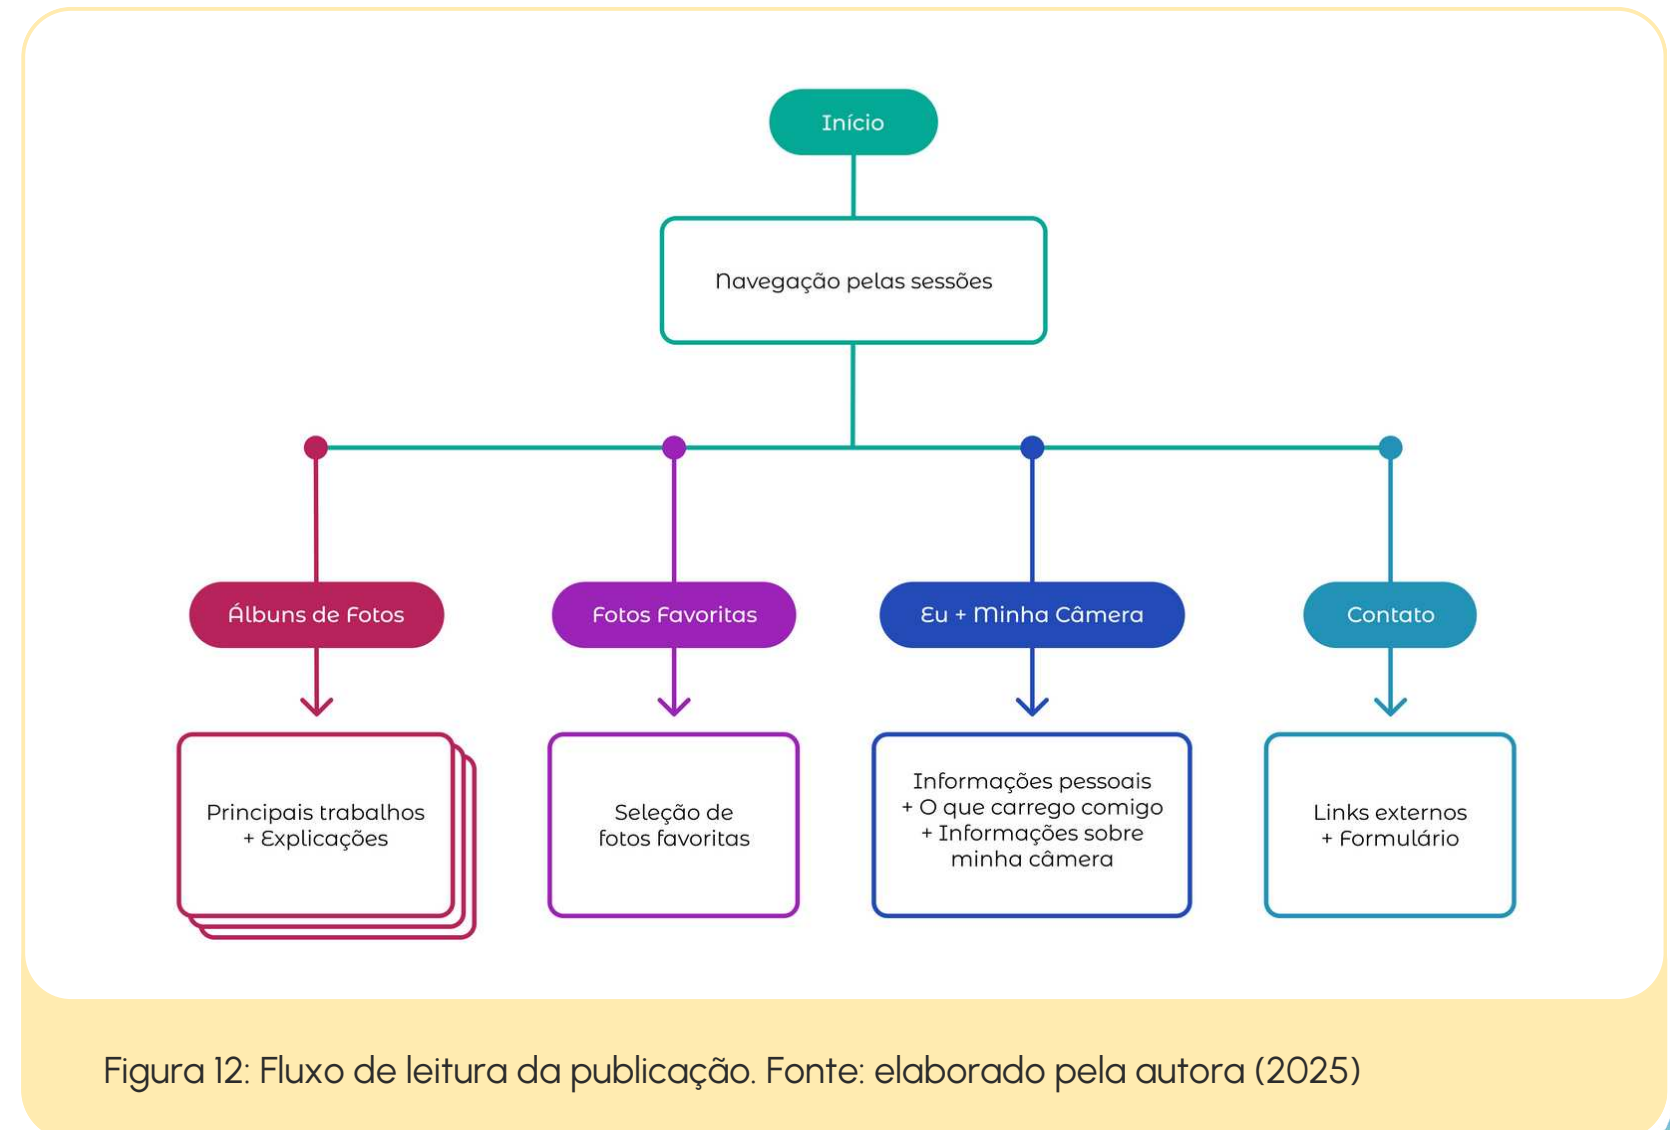 Início
Navegação pelas sessões
Álbuns de Fotos
Fotos Favoritas
Eu + Minha Câmera
Contato
Principais trabalhos
+ Explicações
Seleção de
fotos favoritas
Informações pessoais
+ O que carrego comigo
+ Informações sobre
minha câmera
Links externos
+ Formulário
Figura 12: Fluxo de leitura da publicação. Fonte: elaborado pela autora (2025)